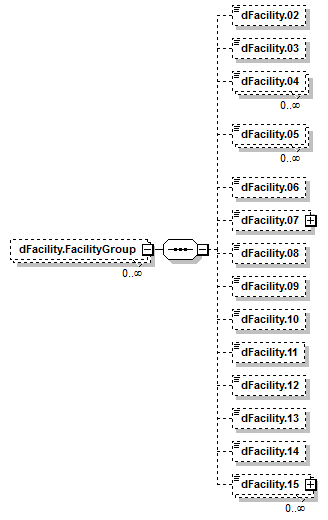 dFacility.02
dFacility.03
dFacility.04
0..∞
dFacility.05
0..∞
dFacility.06
dFacility.07
dFacility.FacilityGroup
0..∞
dFacility.08
dFacility.09
dFacility.10
dFacility.11
dFacility.12
dFacility.13
dFacility.14
dFacility.15
0..∞